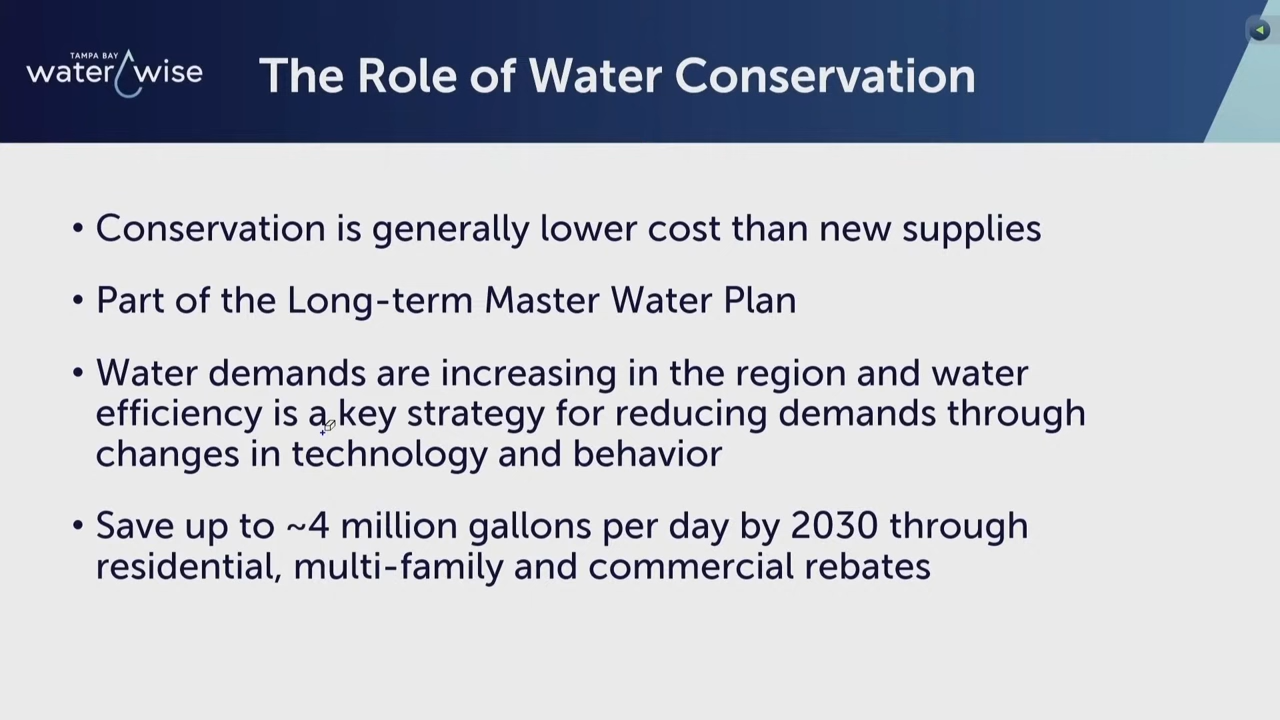 TAMPA BAY
water wise
The Role of Water Conservation
• Conservation is generally lower cost than new supplies
• Part of the Long-term Master Water Plan
• Water demands are increasing in the region and water
efficiency is a key strategy for reducing demands through
changes in technology and behavior
• Save up to ~4 million gallons per day by 2030 through
residential, multi-family and commercial rebates